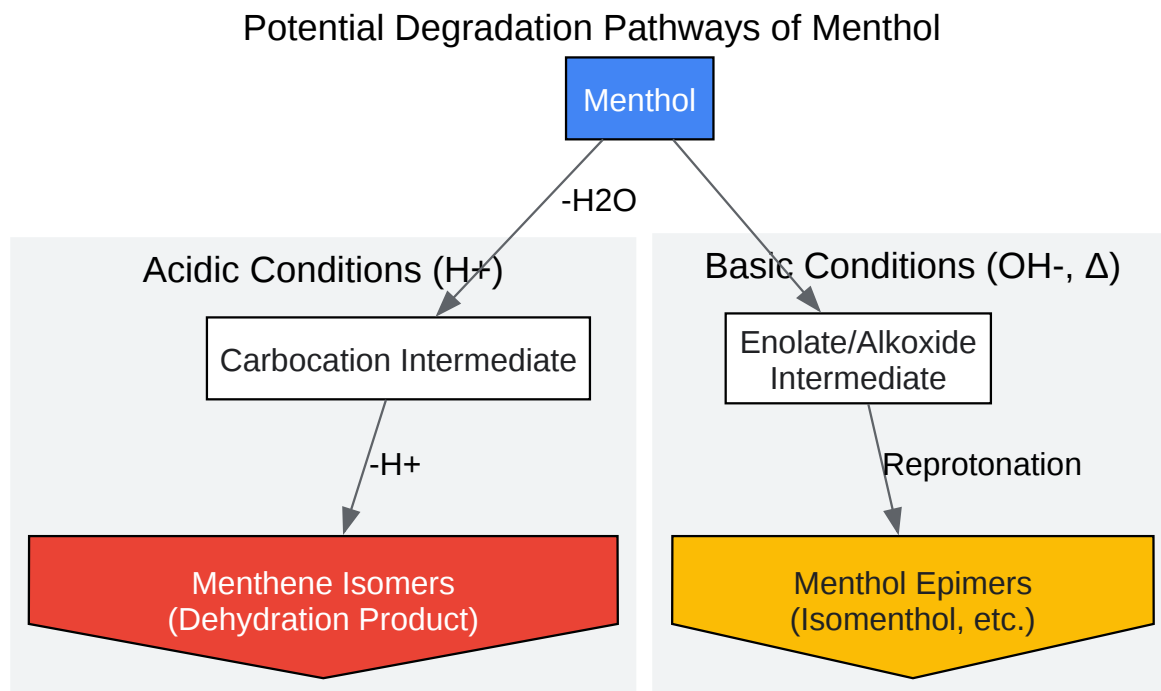 Potential Degradation Pathways of Menthol
Menthol
-H2O
Acidic Conditions (H+)
Basic Conditions (OH-, Δ)
Carbocation Intermediate
Enolate/Alkoxide
Intermediate
-H+
Reprotonation
Menthene Isomers
(Dehydration Product)
Menthol Epimers
(Isomenthol, etc.)